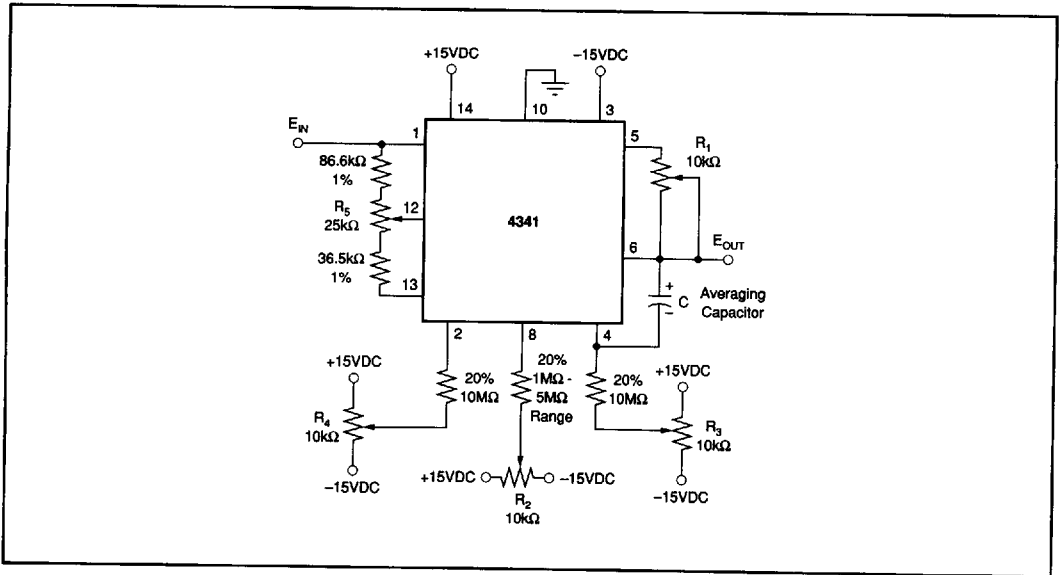 +15VDC
−15VDC
14
10
3
E_IN
1
5
R₁
10kΩ
86.6kΩ
1%
R₅
25kΩ
12
4341
36.5kΩ
1%
13
6
E_OUT
+
−
C
Averaging
Capacitor
2
8
4
+15VDC
20%
10MΩ
20%
1MΩ -
5MΩ
Range
20%
10MΩ
+15VDC
R₄
10kΩ
R₃
10kΩ
−15VDC
+15VDC
−15VDC
R₂
10kΩ
−15VDC